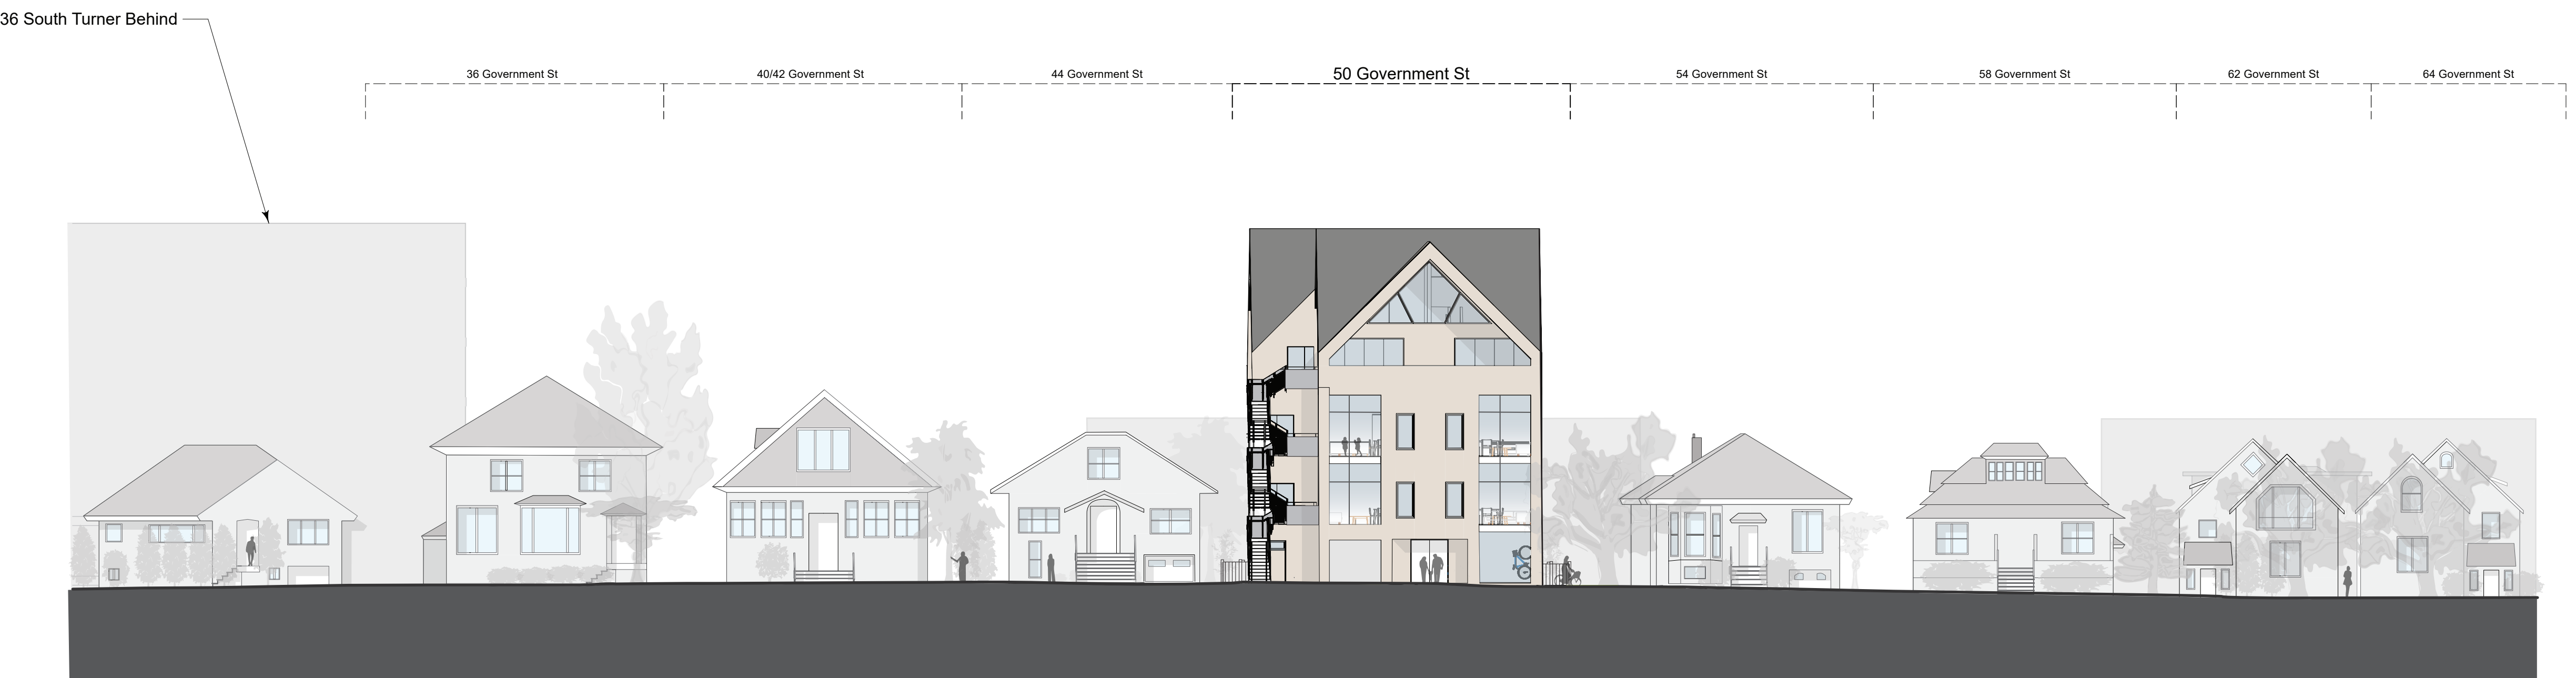 36 South Turner Behind
36 Government St
40/42 Government St
44 Government St
50 Government St
54 Government St
58 Government St
62 Government St
64 Government St